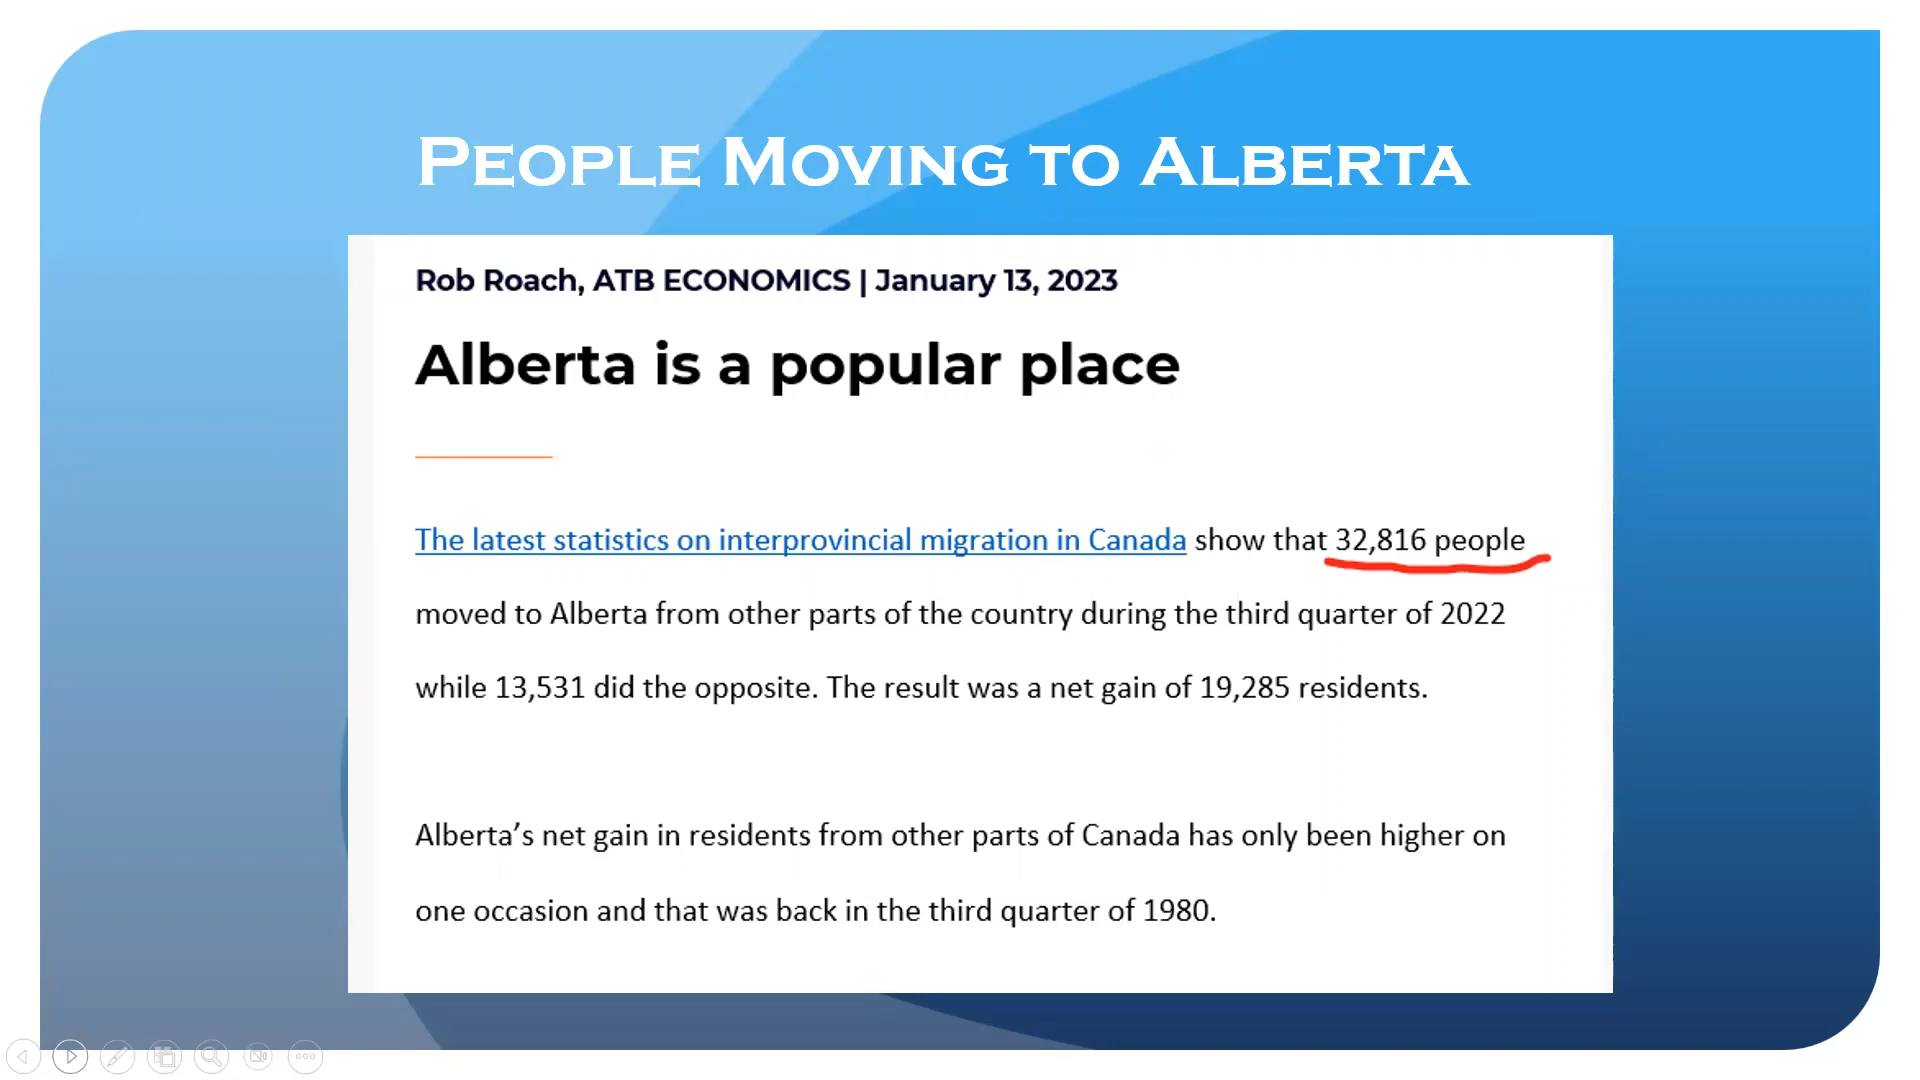 PEOPLE MOVING TO ALBERTA
Rob Roach, ATB ECONOMICS | January 13, 2023
Alberta is a popular place
The latest statistics on interprovincial migration in Canada show that 32,816 people
moved to Alberta from other parts of the country during the third quarter of 2022
while 13,531 did the opposite. The result was a net gain of 19,285 residents.
Alberta’s net gain in residents from other parts of Canada has only been higher on
one occasion and that was back in the third quarter of 1980.